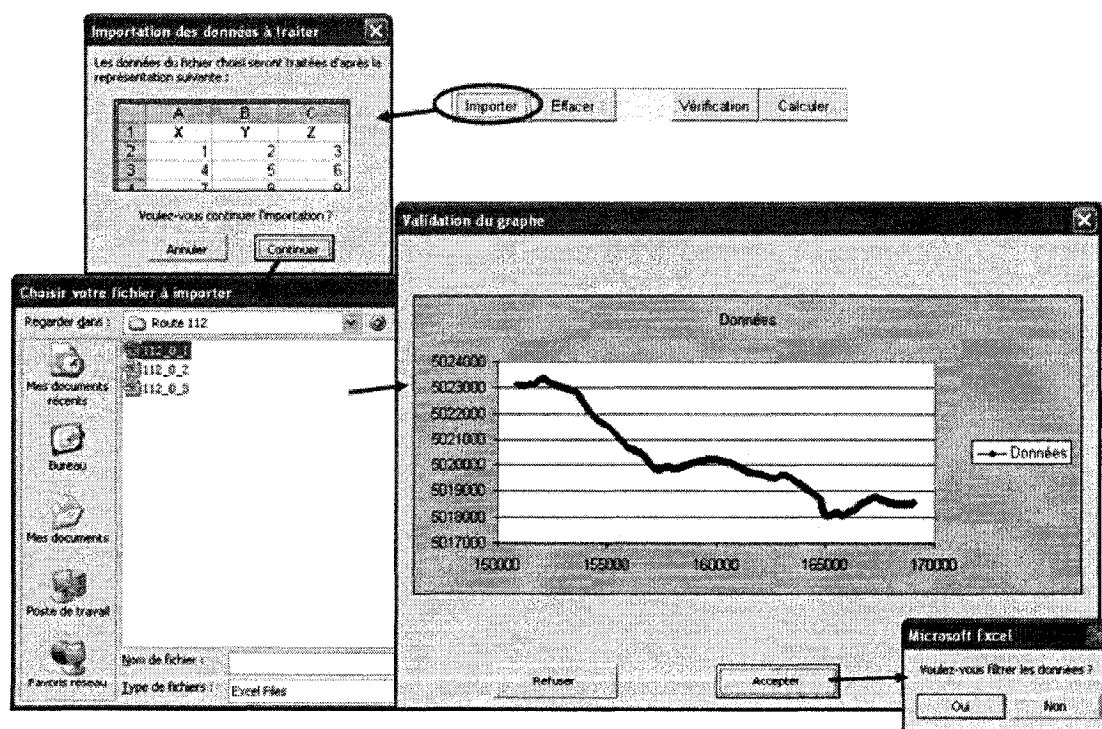 Importation des données à traiter
Les données du fichier choisi seront traitées d'après la
représentation suivante :
A B C
1 X Y Z
2 1 2 3
3 4 5 6
Voulez-vous continuer l'importation ?
Annuler Continuer
Importer Effacer Vérification Calculer
Choisir votre fichier à importer
Regarder dans : Route 112
112_0_1
112_0_2
112_0_3
Mes documents
récents
Bureau
Mes documents
Poste de travail
Favoris réseau
Nom de fichier :
Type de fichiers : Excel Files
Validation du graphe
Données
5024000
5023000
5022000
5021000
5020000
5019000
5018000
5017000
150000 155000 160000 165000 170000
Données
Refuser Accepter
Microsoft Excel
Voulez-vous filtrer les données ?
Oui Non